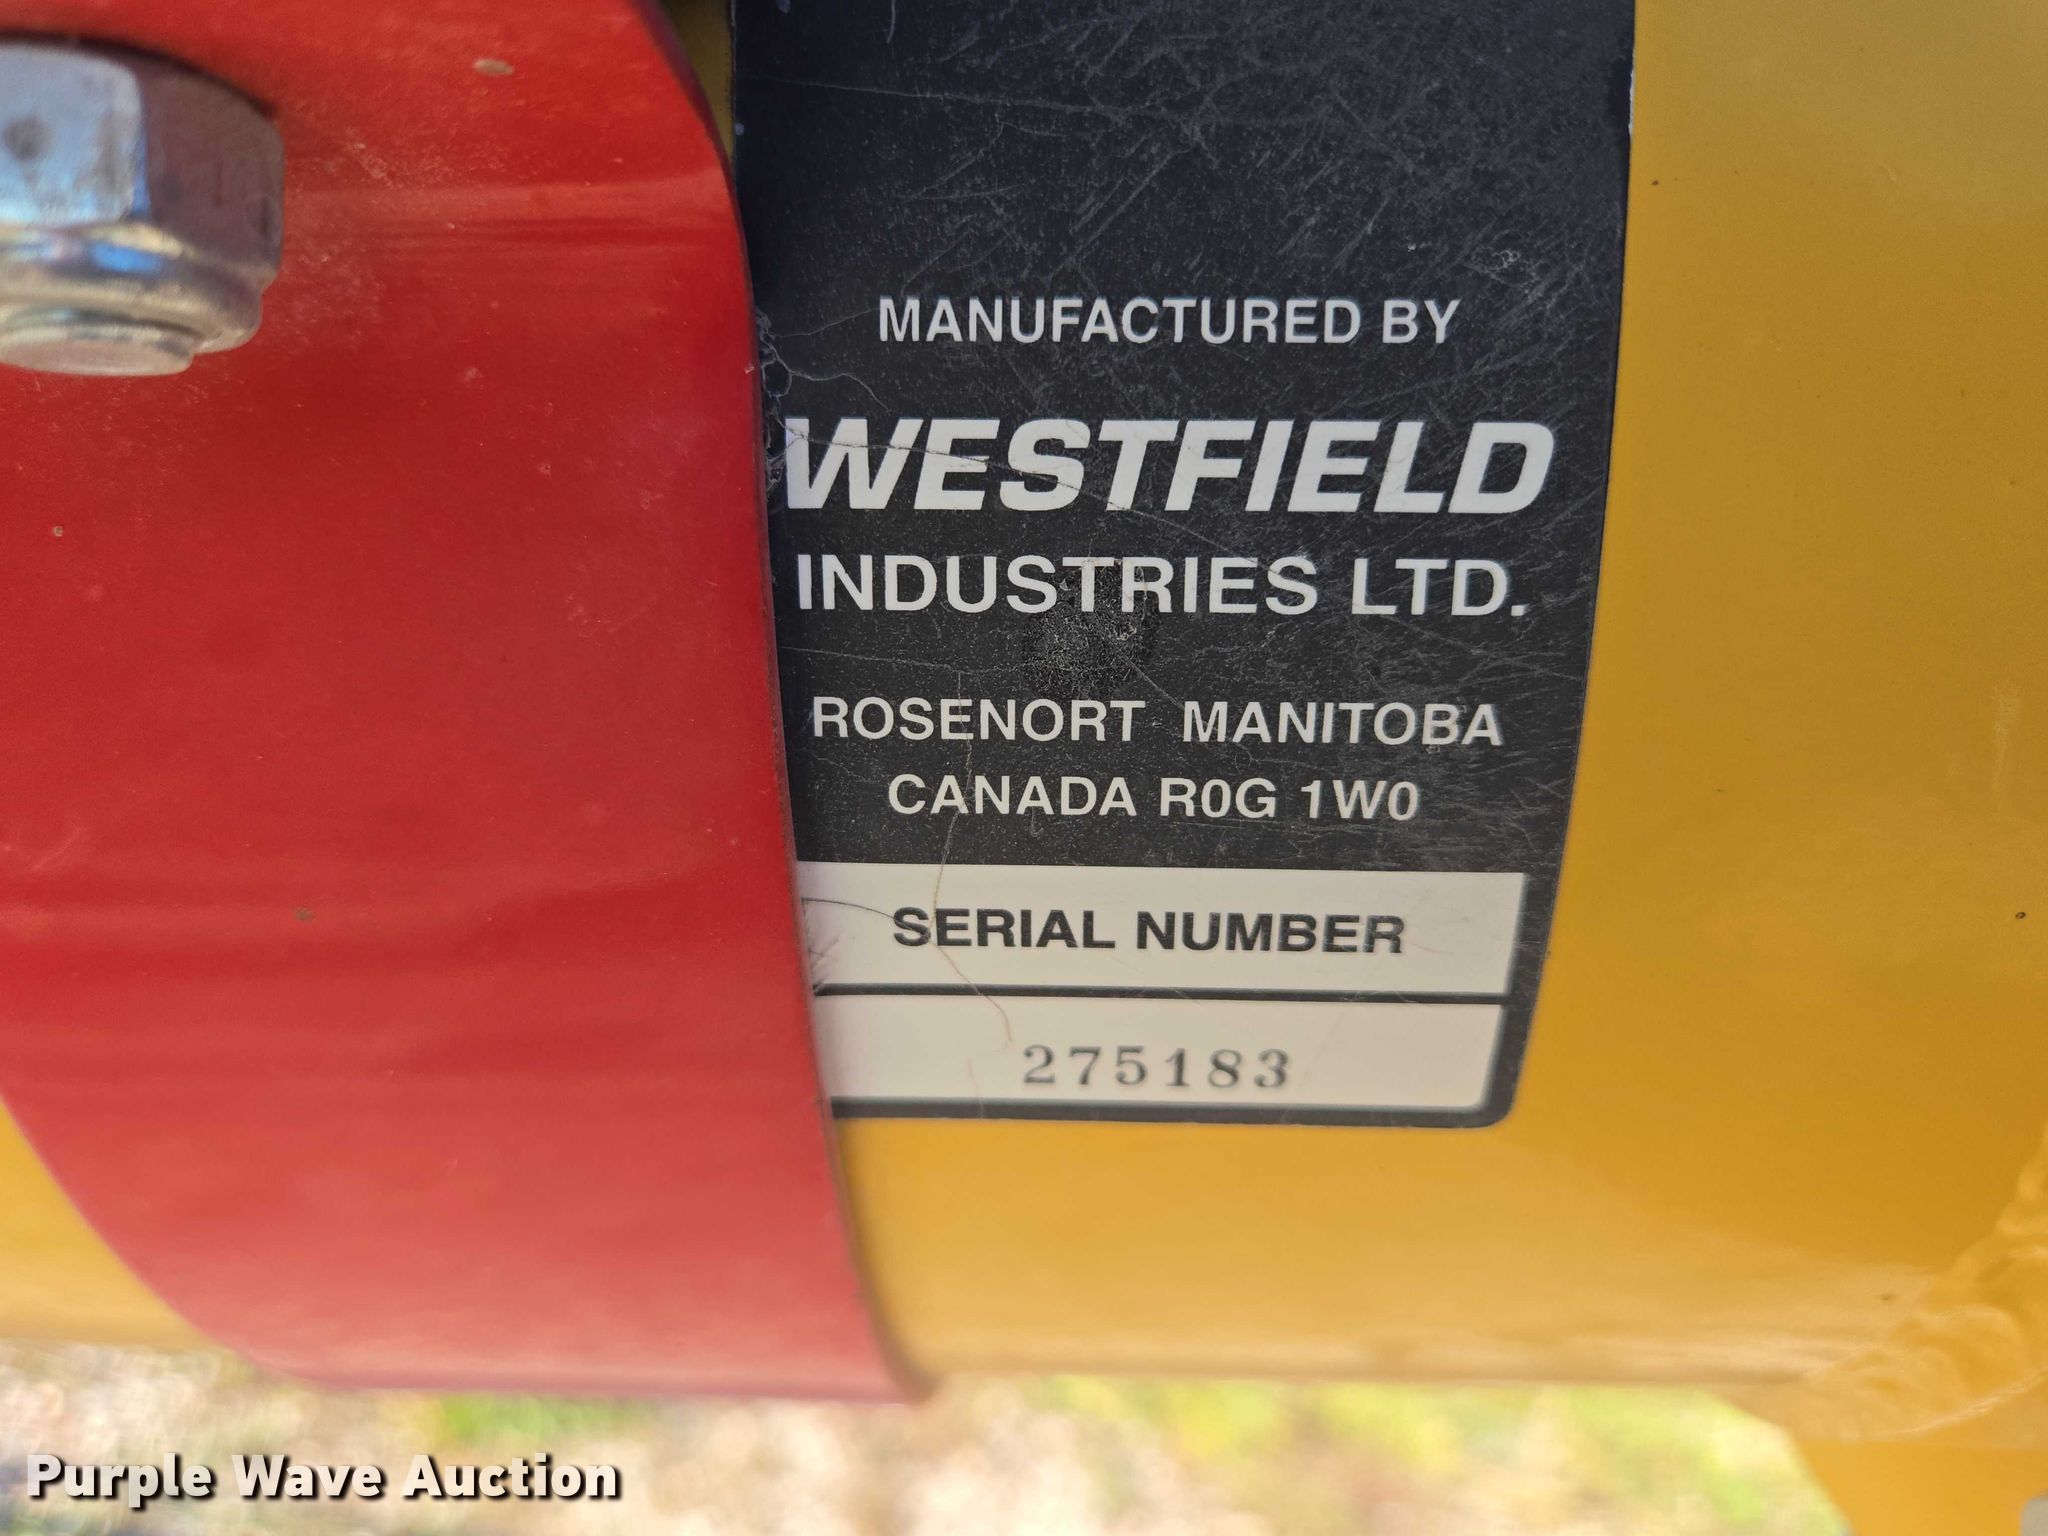 MANUFACTURED BY
WESTFIELD
INDUSTRIES LTD.
ROSENORT MANITOBA
CANADA R0G 1W0
SERIAL NUMBER
275183
Purple Wave Auction